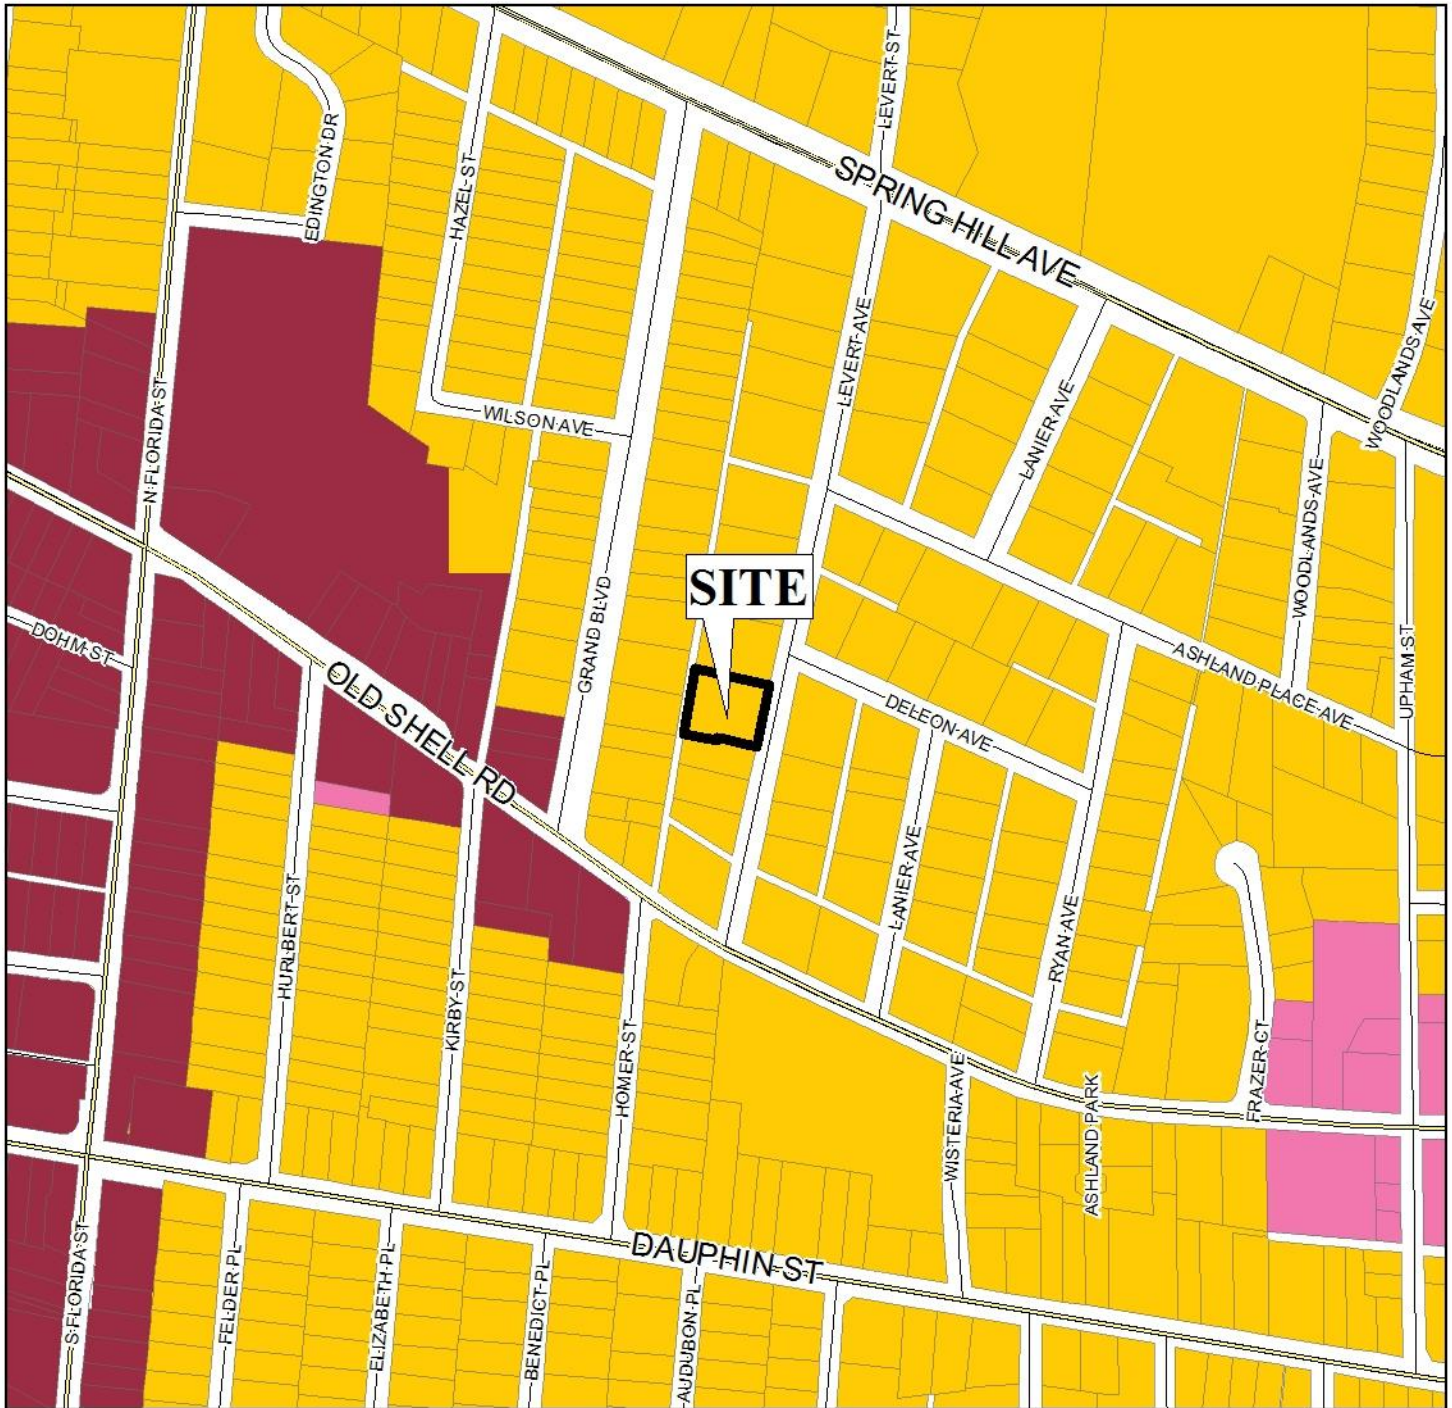 LEVERT ST
EDINGTON DR
HAZEL ST
SPRING HILL AVE
LEVERT AVE
WOODLANDS AVE
N FLORIDA ST
WILSON AVE
LANIER AVE
WOODLANDS AVE
SITE
GRAND BLVD
DOHM ST
OLD SHELL RD
ASHLAND PLACE AVE
UPHAM ST
DELEON AVE
LANIER AVE
HURLBERT ST
RYAN AVE
KIRBY ST
HOMER ST
FRAZER CT
WISTERIA AVE
ASHLAND PARK
DAUPHIN ST
S FLORIDA ST
FELDER PL
ELIZABETH PL
BENEDICT PL
AUDUBON PL